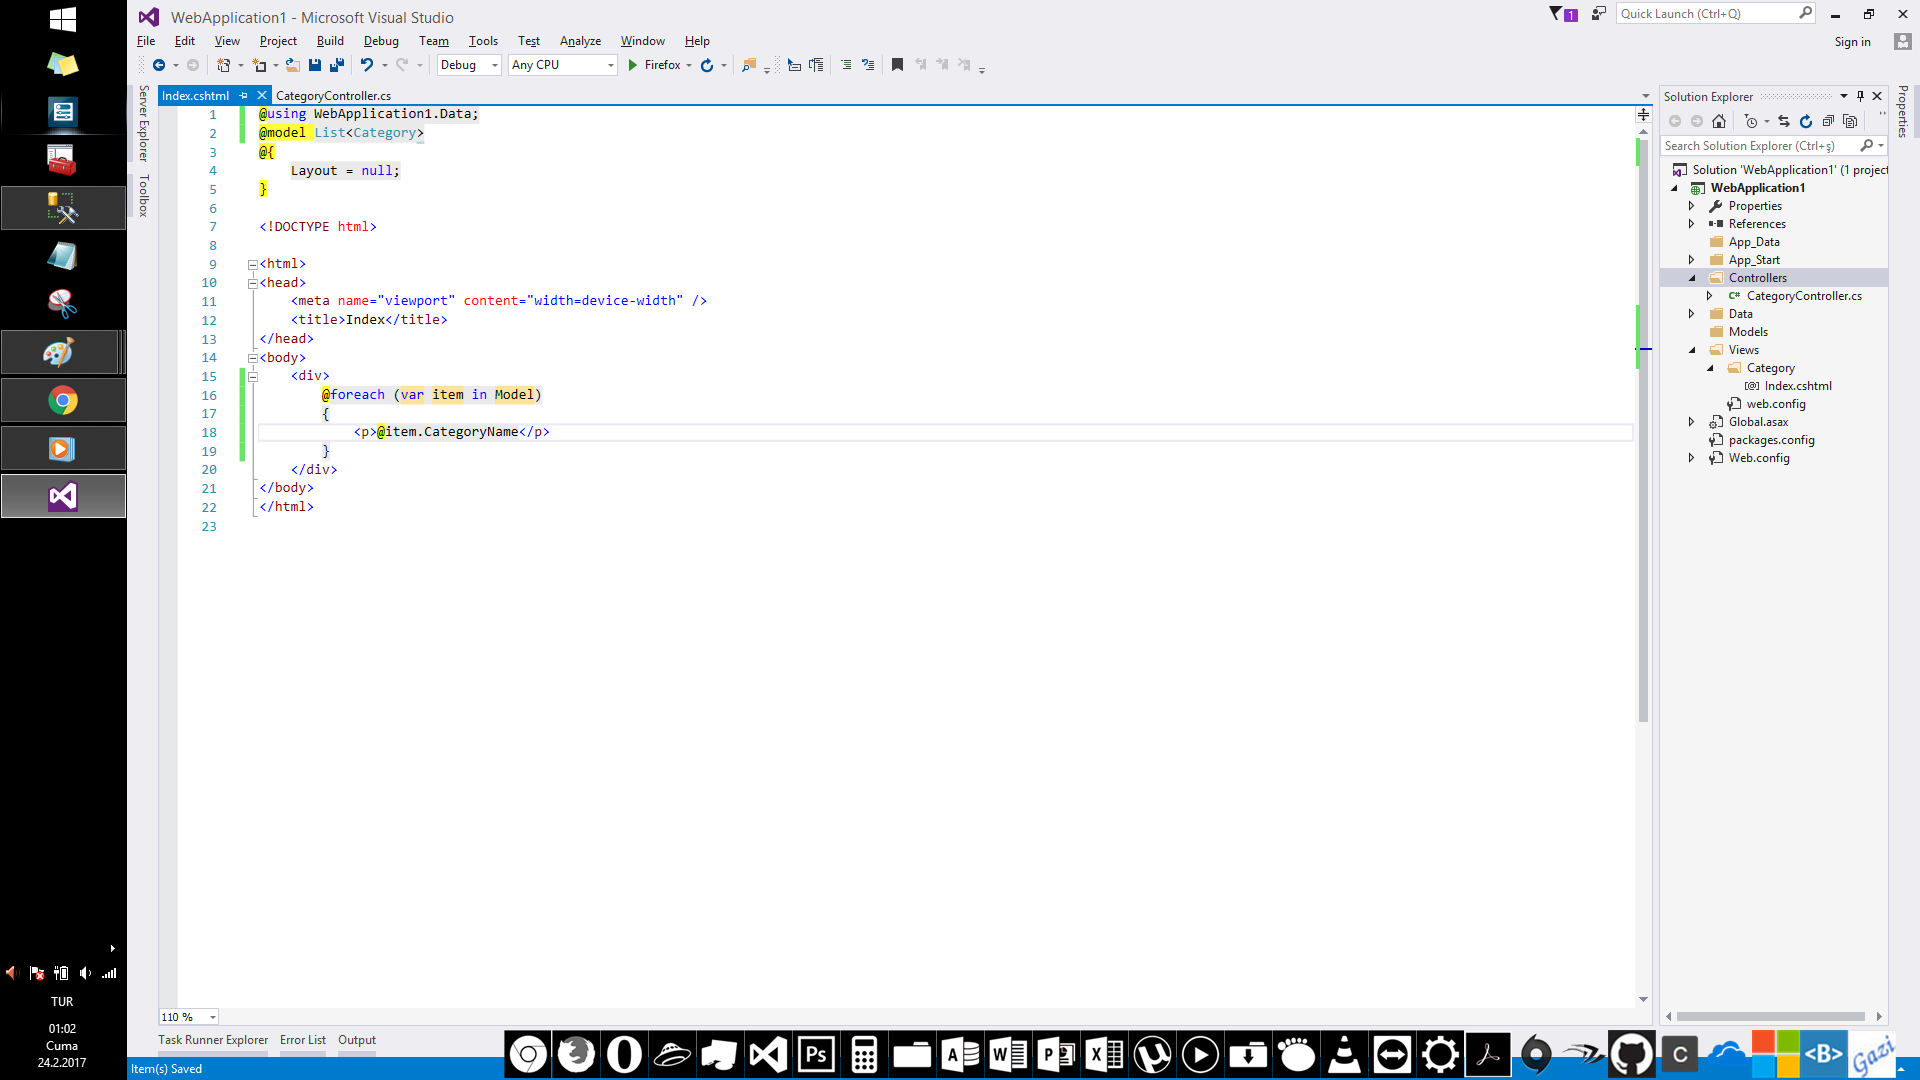 WebApplication1 - Microsoft Visual Studio
1
Quick Launch (Ctrl+Q)
File Edit View Project Build Debug Team Tools Test Analyze Window Help
Sign in
Debug Any CPU Firefox
Server Explorer
Toolbox
Index.cshtml CategoryController.cs
1 @using WebApplication1.Data;
2 @model List<Category>
3 @{
4 Layout = null;
5 }
6
7 <!DOCTYPE html>
8
9 <html>
10 <head>
11 <meta name="viewport" content="width=device-width" />
12 <title>Index</title>
13 </head>
14 <body>
15 <div>
16 @foreach (var item in Model)
17 {
18 <p>@item.CategoryName</p>
19 }
20 </div>
21 </body>
22 </html>
23
110 %
Solution Explorer
Properties
Search Solution Explorer (Ctrl+ş)
Solution 'WebApplication1' (1 project
WebApplication1
Properties
References
App_Data
App_Start
Controllers
C# CategoryController.cs
Data
Models
Views
Category
[@] Index.cshtml
web.config
Global.asax
packages.config
Web.config
Task Runner Explorer Error List Output
Item(s) Saved
TUR
01:02
Cuma
24.2.2017
Ps
A
W
P
X
C
<B>
Gazi